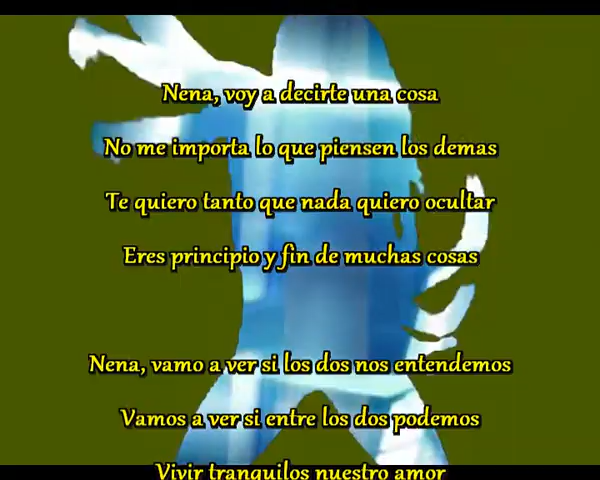 Nena, voy a decirte una cosa
No me importa lo que piensen los demas
Te quiero tanto que nada quiero ocultar
Eres principio y fin de muchas cosas
Nena, vamo a ver si los dos nos entendemos
Vamos a ver si entre los dos podemos
Vivir tranquilos nuestro amor